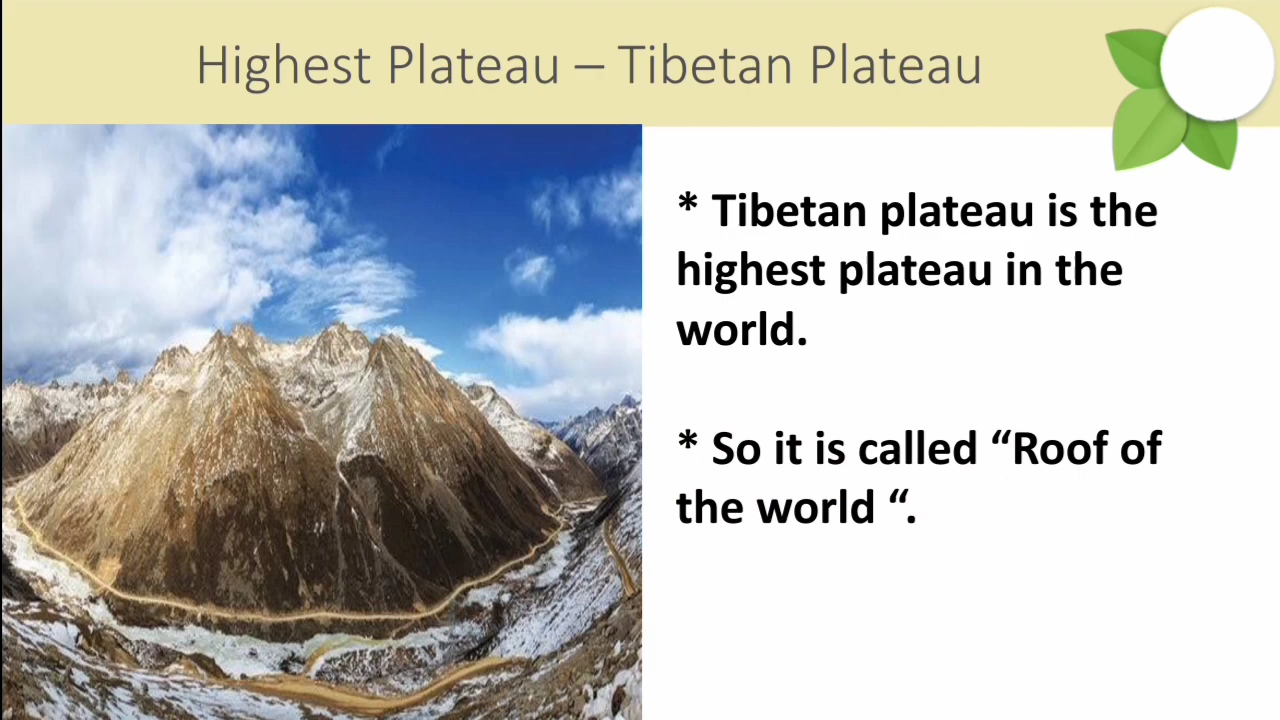 Highest Plateau – Tibetan Plateau
* Tibetan plateau is the
highest plateau in the
world.
* So it is called “Roof of
the world “.